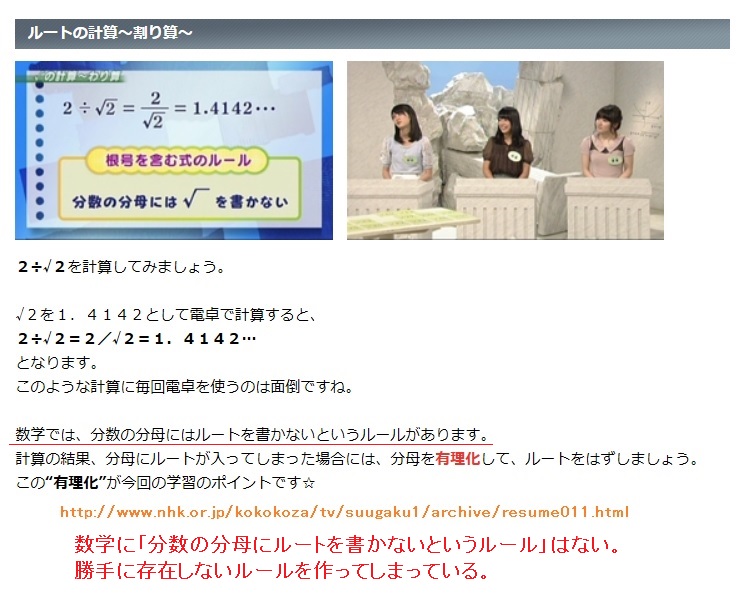 ルートの計算～割り算～
√の計算～わり算
2÷√2 = 2/√2 = 1.4142…
根号を含む式のルール
分数の分母には √ を書かない
２÷√２を計算してみましょう。
√２を１．４１４２として電卓で計算すると、
２÷√２＝２／√２＝１．４１４２…
となります。
このような計算に毎回電卓を使うのは面倒ですね。
数学では、分数の分母にはルートを書かないというルールがあります。
計算の結果、分母にルートが入ってしまった場合には、分母を有理化して、ルートをはずしましょう。
この“有理化”が今回の学習のポイントです☆
http://www.nhk.or.jp/kokokoza/tv/suugaku1/archive/resume011.html
数学に「分数の分母にルートを書かないというルール」はない。
勝手に存在しないルールを作ってしまっている。